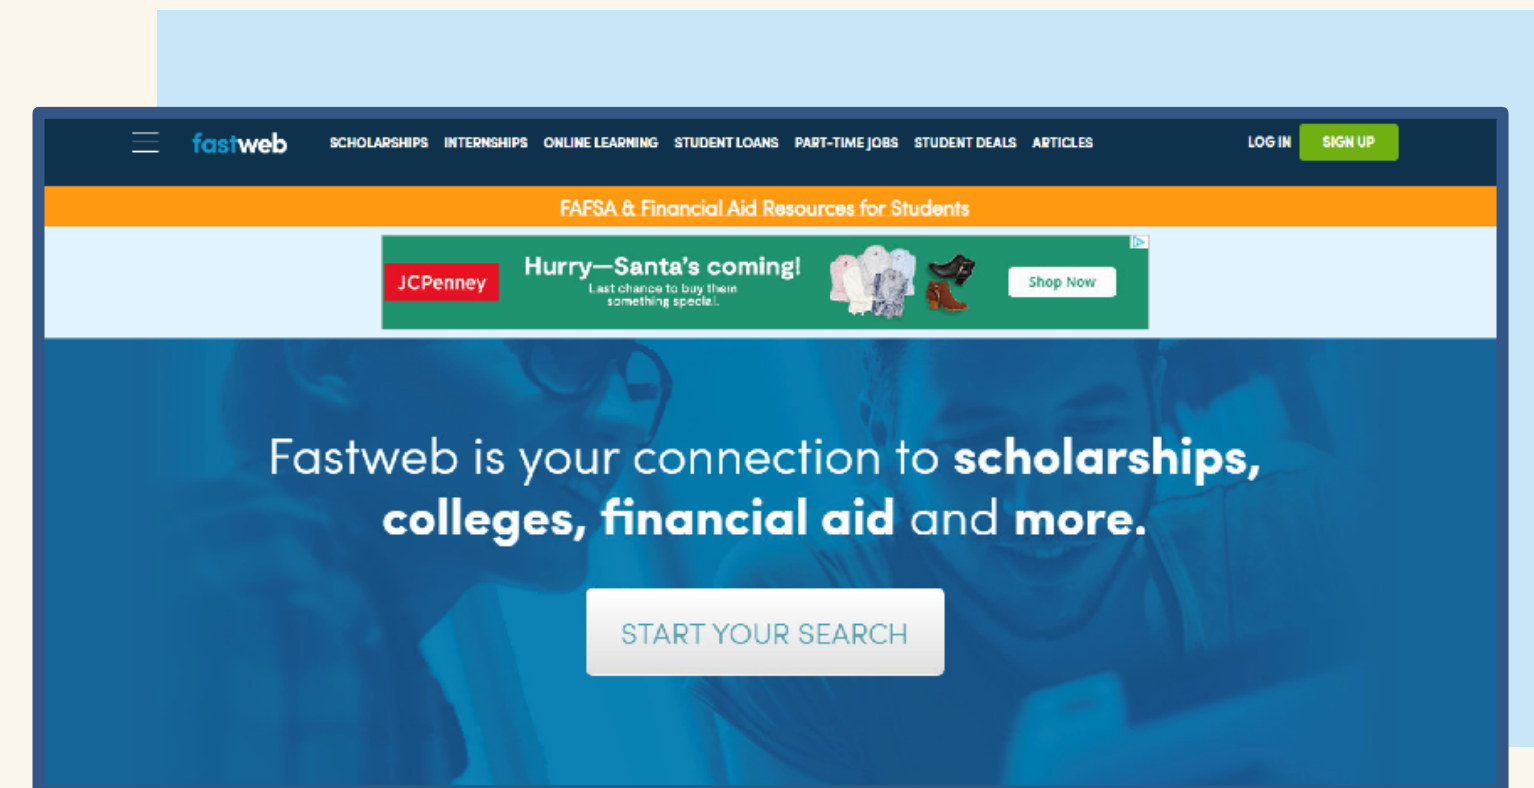 fastweb SCHOLARSHIPS INTERNSHIPS ONLINE LEARNING STUDENT LOANS PART-TIME JOBS STUDENT DEALS ARTICLES LOG IN SIGN UP
FAFSA & Financial Aid Resources for Students
JCPenney
Hurry—Santa's coming!
Last chance to buy them
something special.
Shop Now
Fastweb is your connection to scholarships,
colleges, financial aid and more.
START YOUR SEARCH